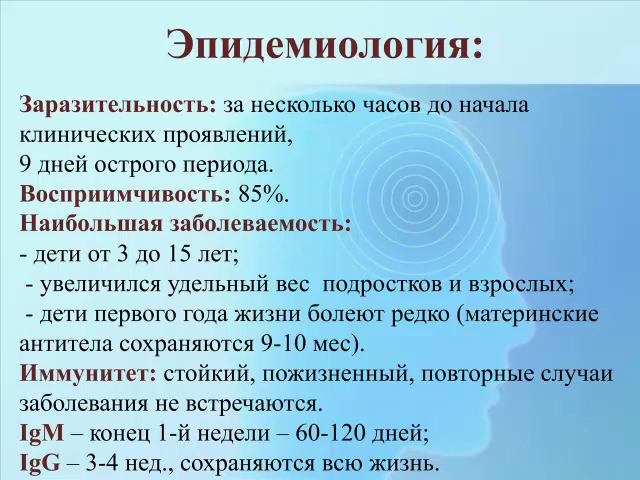 Эпидемиология:
Заразительность: за несколько часов до начала
клинических проявлений,
9 дней острого периода.
Восприимчивость: 85%.
Наибольшая заболеваемость:
- дети от 3 до 15 лет;
- увеличился удельный вес подростков и взрослых;
- дети первого года жизни болеют редко (материнские
антитела сохраняются 9-10 мес).
Иммунитет: стойкий, пожизненный, повторные случаи
заболевания не встречаются.
IgM – конец 1-й недели – 60-120 дней;
IgG – 3-4 нед., сохраняются всю жизнь.